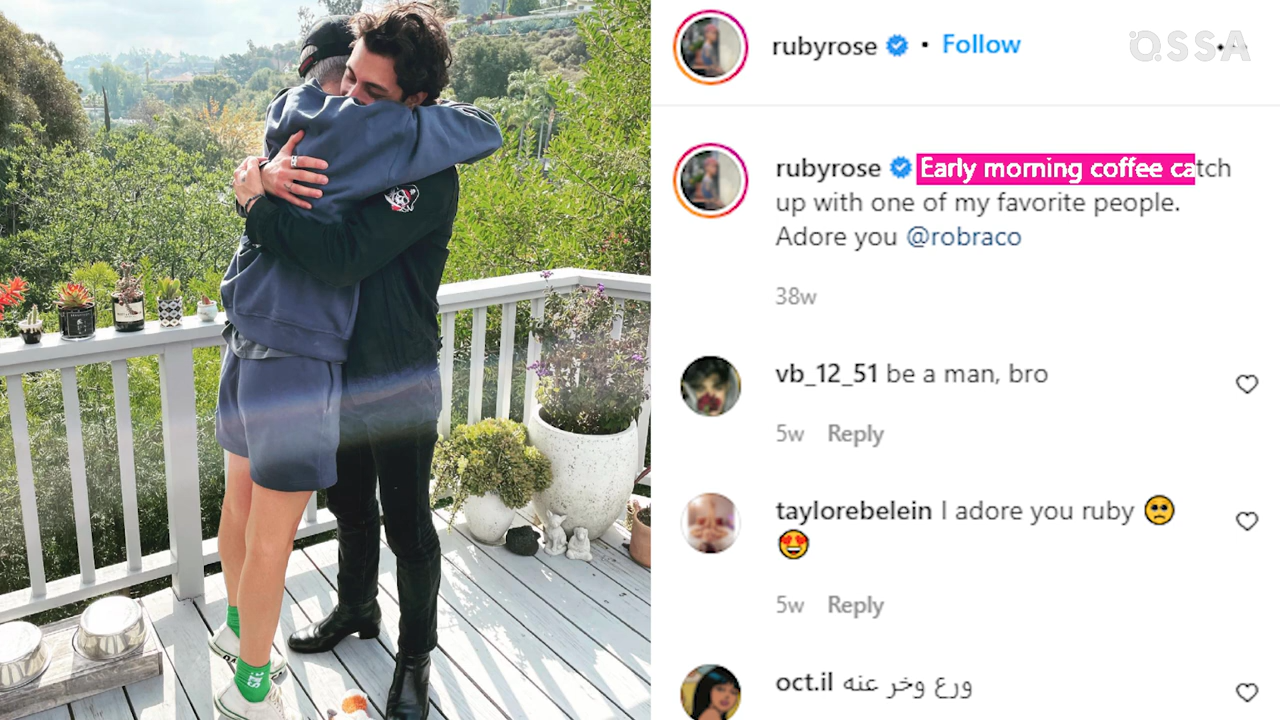 rubyrose • Follow
QSSA
rubyrose Early morning coffee catch
up with one of my favorite people.
Adore you @robraco
38w
vb_12_51 be a man, bro
5w Reply
taylorebelein I adore you ruby
5w Reply
oct.il ورع وخر عنه